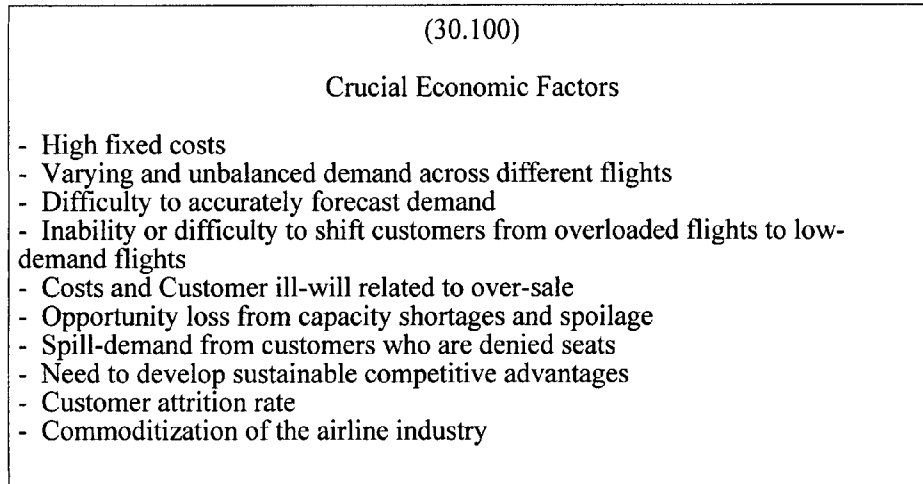 (30.100)
Crucial Economic Factors
- High fixed costs
- Varying and unbalanced demand across different flights
- Difficulty to accurately forecast demand
- Inability or difficulty to shift customers from overloaded flights to low-
demand flights
- Costs and Customer ill-will related to over-sale
- Opportunity loss from capacity shortages and spoilage
- Spill-demand from customers who are denied seats
- Need to develop sustainable competitive advantages
- Customer attrition rate
- Commoditization of the airline industry